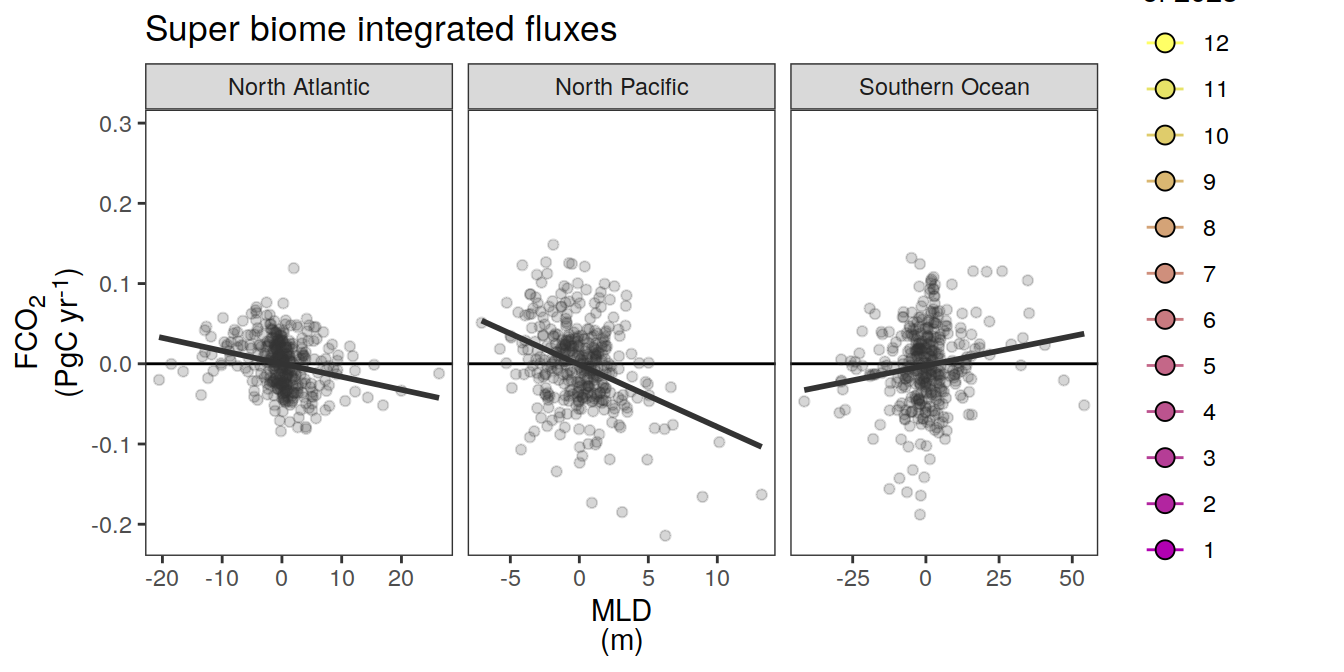 Super biome integrated fluxes
North Atlantic
North Pacific
Southern Ocean
0.3
0.2
0.1
0.0
-0.1
-0.2
FCO2
(PgC yr-1)
-20 -10 0 10 20
-5 0 5 10
-25 0 25 50
MLD
(m)
12
11
10
9
8
7
6
5
4
3
2
1